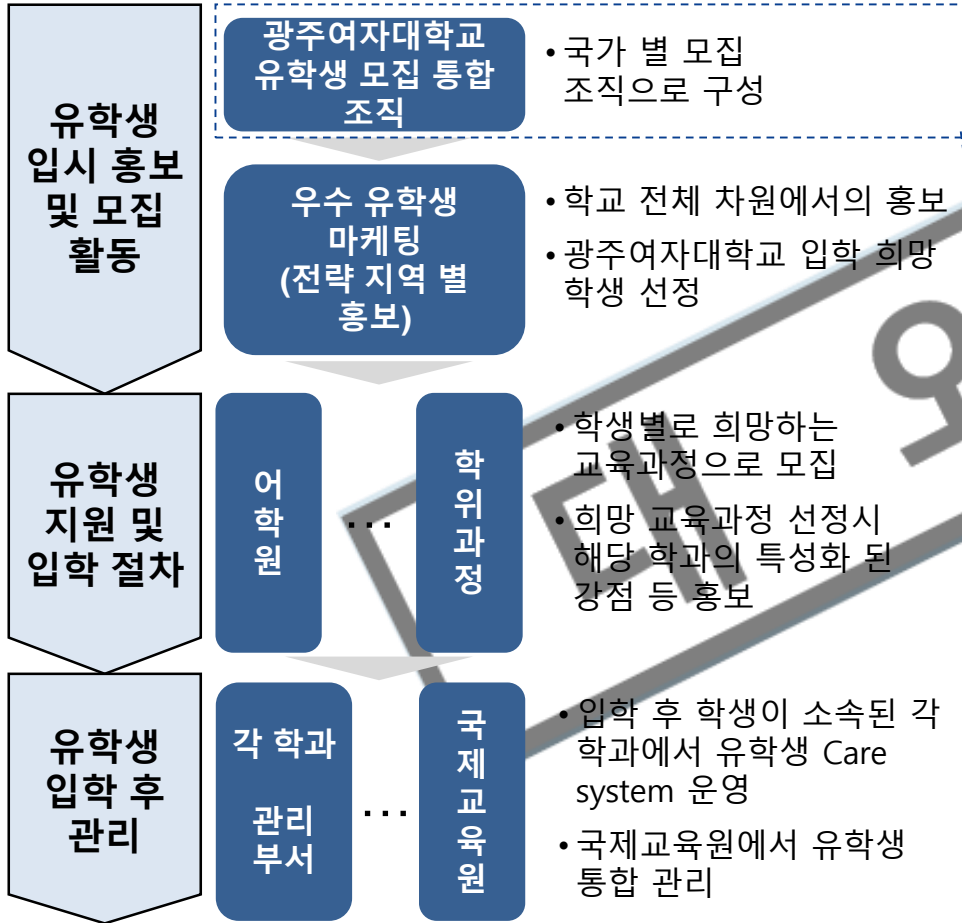 유학생
입시 홍보
및 모집
활동
광주여자대학교
유학생 모집 통합
조직
• 국가 별 모집
조직으로 구성
우수 유학생
마케팅
(전략 지역 별
홍보)
• 학교 전체 차원에서의 홍보
• 광주여자대학교 입학 희망
학생 선정
유학생
지원 및
입학 절차
어
학
원
...
학
위
과
정
• 학생별로 희망하는
교육과정으로 모집
• 희망 교육과정 선정시
해당 학과의 특성화 된
강점 등 홍보
유학생
입학 후
관리
각 학과
관리
부서
...
국
제
교
육
원
• 입학 후 학생이 소속된 각
학과에서 유학생 Care
system 운영
• 국제교육원에서 유학생
통합 관리
대